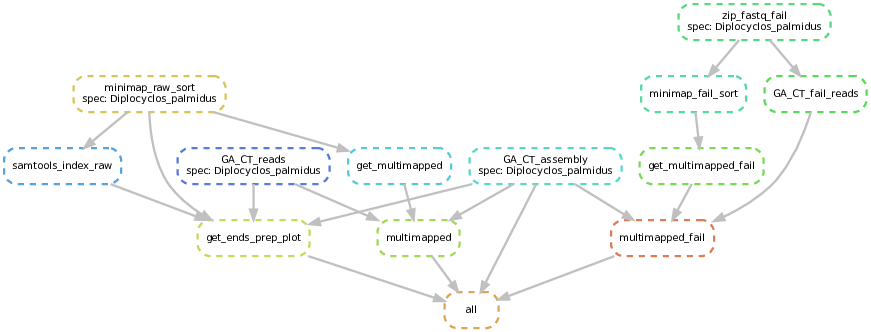 zip_fastq_fail
spec: Diplocyclos_palmidus
minimap_raw_sort
spec: Diplocyclos_palmidus
minimap_fail_sort
GA_CT_fail_reads
samtools_index_raw
GA_CT_reads
spec: Diplocyclos_palmidus
get_multimapped
GA_CT_assembly
spec: Diplocyclos_palmidus
get_multimapped_fail
get_ends_prep_plot
multimapped
multimapped_fail
all